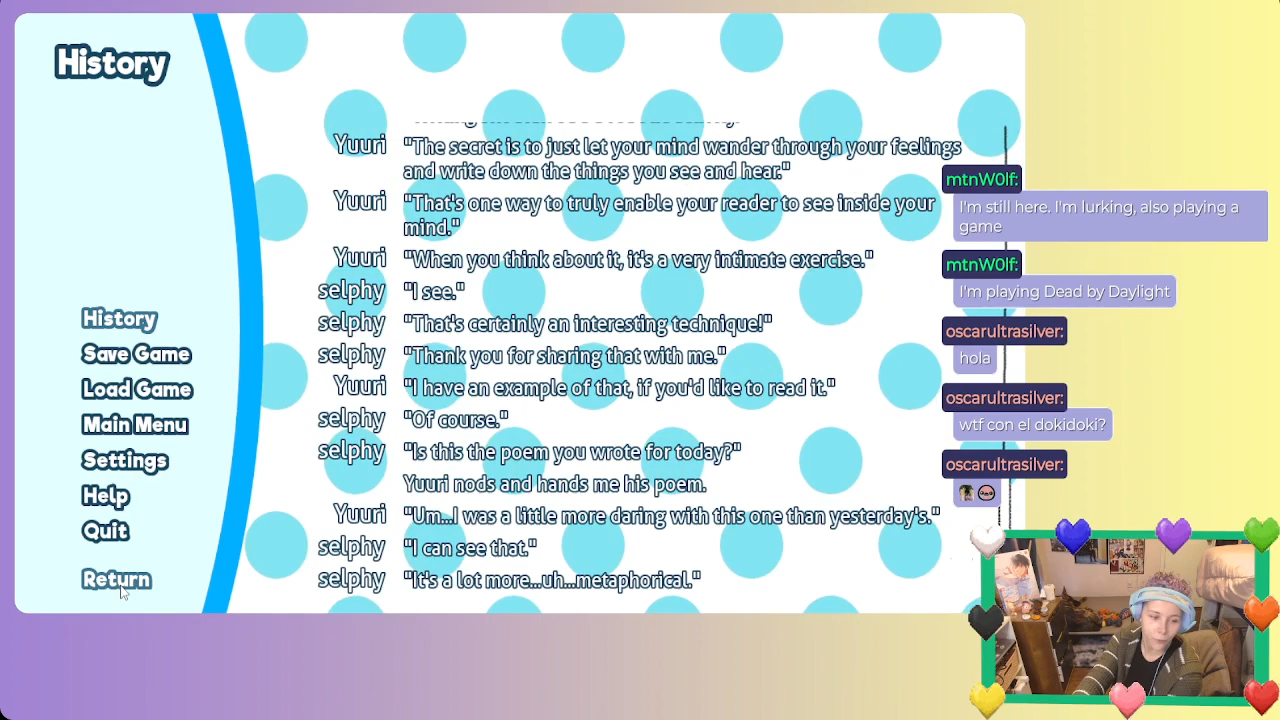 History
Yuuri "The secret is to just let your mind wander through your feelings
and write down the things you see and hear."
Yuuri "That's one way to truly enable your reader to see inside your
mind."
Yuuri "When you think about it, it's a very intimate exercise."
selphy "I see."
selphy "That's certainly an interesting technique!"
selphy "Thank you for sharing that with me."
Yuuri "I have an example of that, if you'd like to read it."
selphy "Of course."
selphy "Is this the poem you wrote for today?"
Yuuri nods and hands me his poem.
Yuuri "Um...I was a little more daring with this one than yesterday's."
selphy "I can see that."
selphy "It's a lot more...uh...metaphorical."
History
Save Game
Load Game
Main Menu
Settings
Help
Quit
Return
mtnW0lf:
I'm still here. I'm lurking, also playing a
game
mtnW0lf:
I'm playing Dead by Daylight
oscarultrasilver:
hola
oscarultrasilver:
wtf con el dokidoki?
oscarultrasilver: